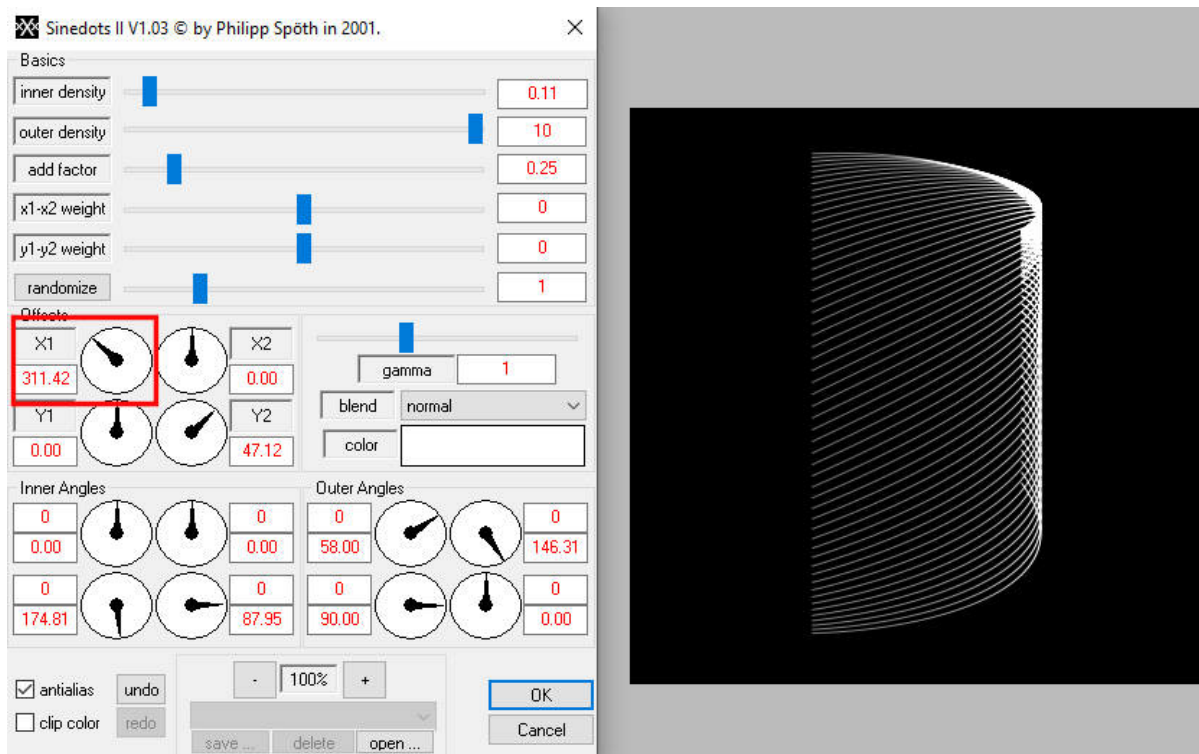 Sinedots II V1.03 © by Philipp Spöth in 2001.
Basics
inner density 0.11
outer density 10
add factor 0.25
x1-x2 weight 0
y1-y2 weight 0
randomize 1
Offsets
X1 X2
311.42 0.00
Y1 Y2
0.00 47.12
gamma 1
blend normal
color
Inner Angles
0 0
0.00 0.00
0 0
174.81 87.95
Outer Angles
0 0
58.00 146.31
0 0
90.00 0.00
antialias undo
clip color redo
- 100% +
save ... delete open ...
OK
Cancel